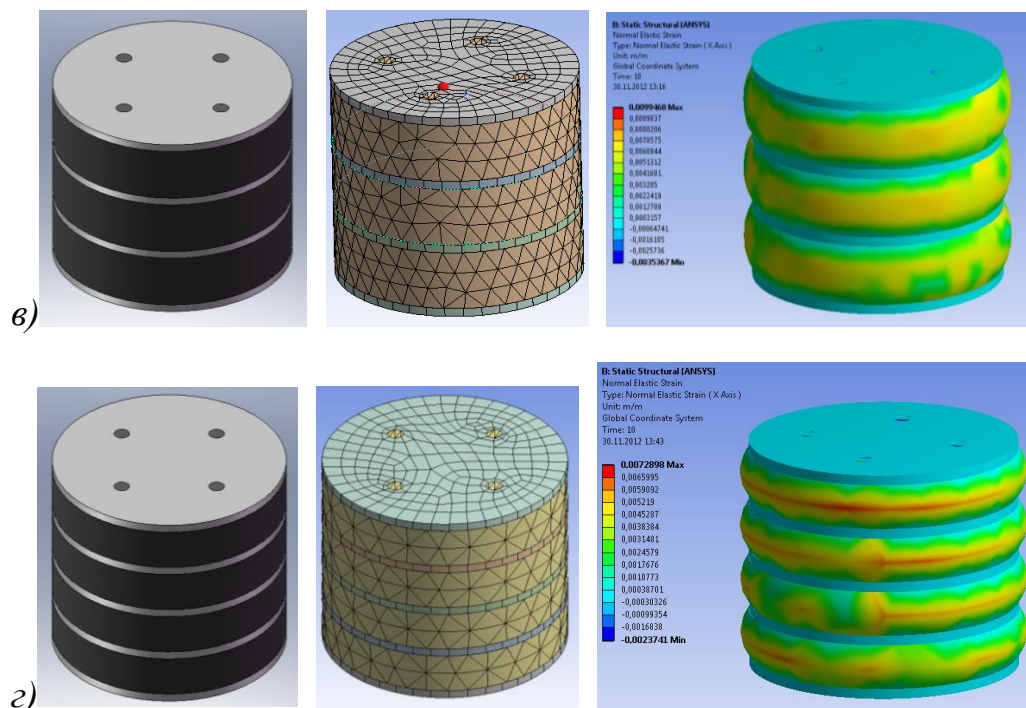 B: Static Structural (ANSYS)
Normal Elastic Strain
Type: Normal Elastic Strain ( X Axis )
Unit: m/m
Global Coordinate System
Time: 10
30.11.2012 13:16
0,0099460 Max
0,0089837
0,0080206
0,0070575
0,0060944
0,0051312
0,0041681
0,003205
0,0022419
0,0012788
0,0003157
-0,00064741
-0,0016105
-0,0025736
-0,0035367 Min
в)
B: Static Structural (ANSYS)
Normal Elastic Strain
Type: Normal Elastic Strain ( X Axis )
Unit: m/m
Global Coordinate System
Time: 10
30.11.2012 13:43
0,0072898 Max
0,0065995
0,0059092
0,005219
0,0045287
0,0038384
0,0031481
0,0024579
0,0017676
0,0010773
0,00038701
-0,00030326
-0,00099354
-0,0016838
-0,0023741 Min
г)